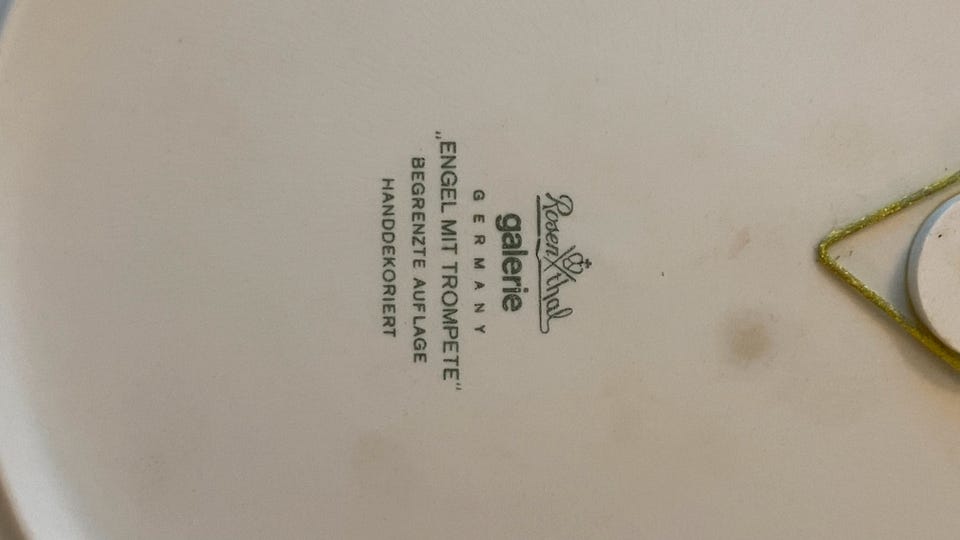 Rosenthal
galerie
GERMANY
„ENGEL MIT TROMPETE“
BEGRENZTE AUFLAGE
HANDDEKORIERT